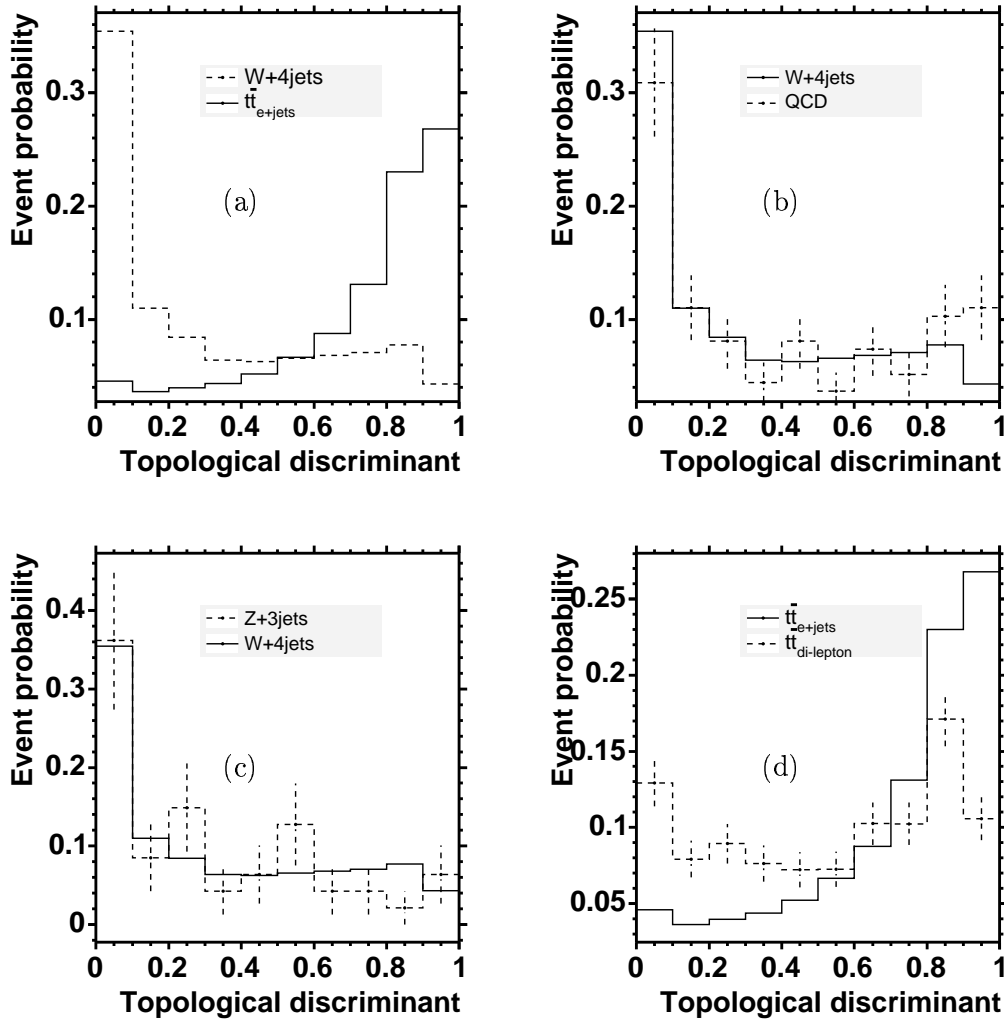 Event probability
0.3
0.2
0.1
W+4jets
tt̄ e+jets
(a)
0 0.2 0.4 0.6 0.8 1
Topological discriminant
Event probability
0.3
0.2
0.1
W+4jets
QCD
(b)
0 0.2 0.4 0.6 0.8 1
Topological discriminant
Event probability
0.4
0.3
0.2
0.1
0
Z+3jets
W+4jets
(c)
0 0.2 0.4 0.6 0.8 1
Topological discriminant
Event probability
0.25
0.2
0.15
0.1
0.05
tt̄ e+jets
tt̄ di-lepton
(d)
0 0.2 0.4 0.6 0.8 1
Topological discriminant